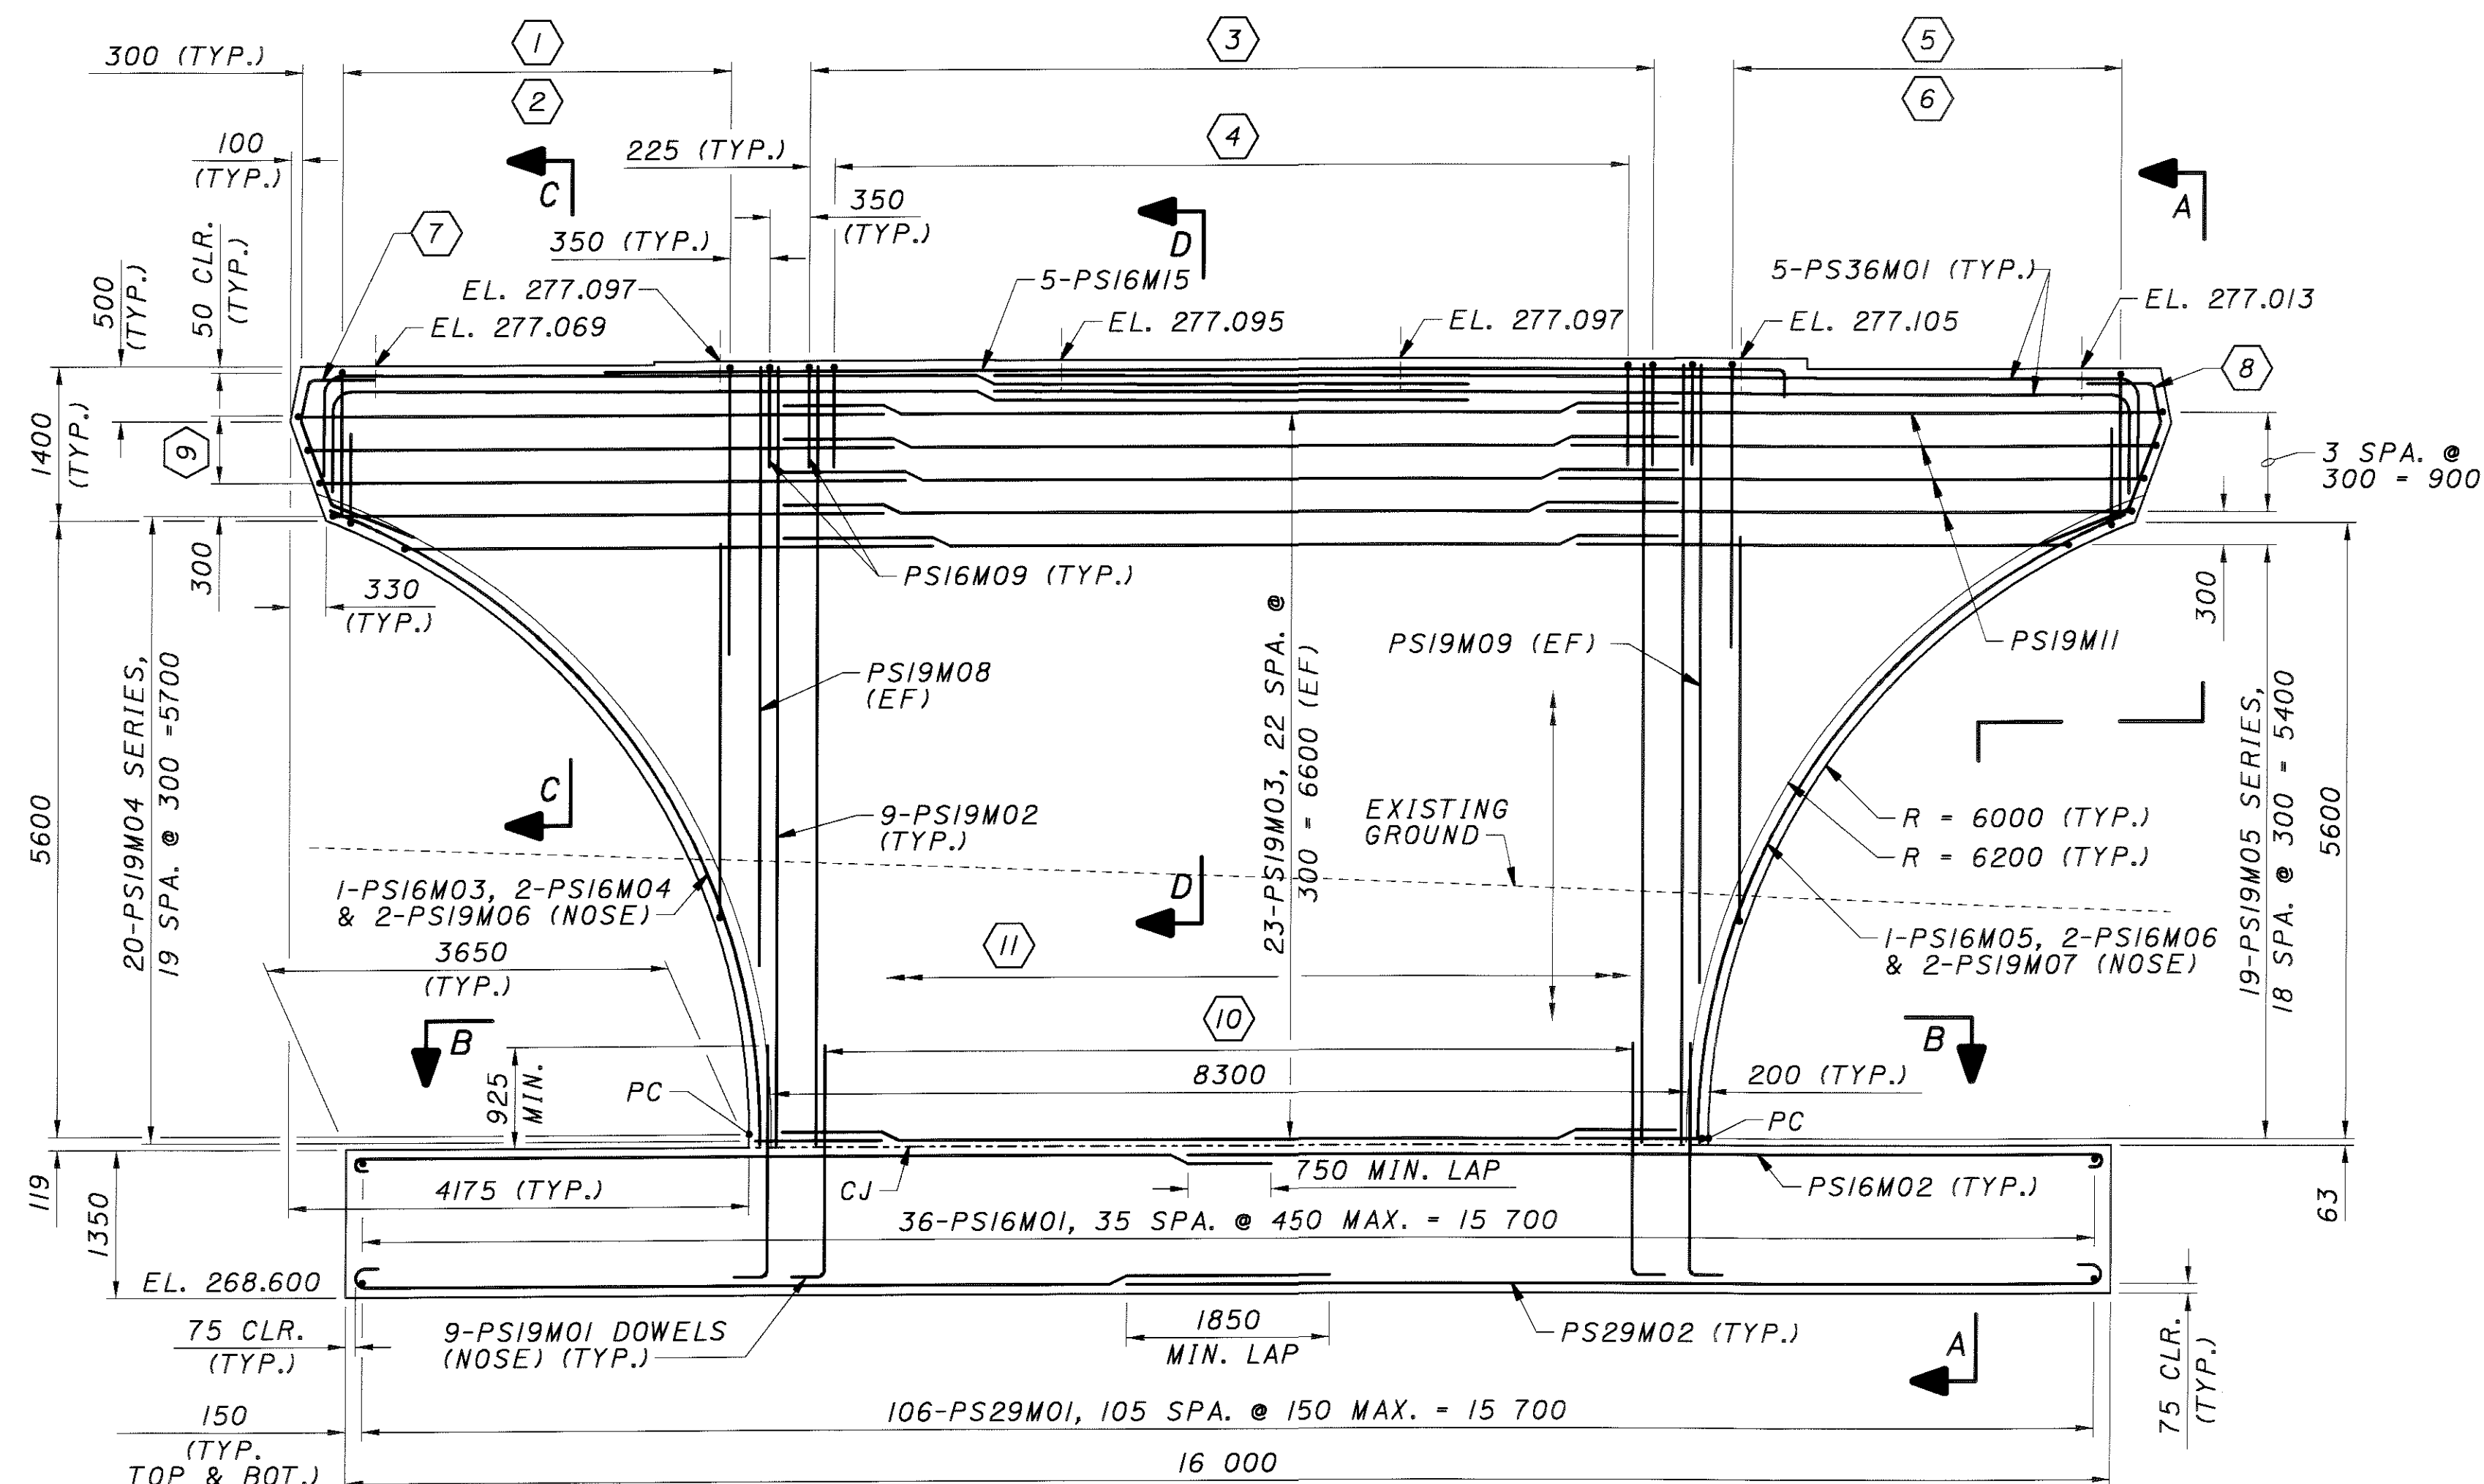 300 (TYP.)
1
2
3
4
5
6
100
(TYP.)
225 (TYP.)
C
350
(TYP.)
350 (TYP.)
D
A
7
500
(TYP.)
50 CLR.
(TYP.)
EL. 277.097
EL. 277.069
5-PS16M15
EL. 277.095
EL. 277.097
5-PS36M01 (TYP.)
EL. 277.105
EL. 277.013
8
1400
(TYP.)
9
3 SPA. @
300 = 900
300
330
(TYP.)
PS16M09 (TYP.)
300
PS19M11
5600
20-PS19M04 SERIES,
19 SPA. @ 300 =5700
PS19M08
(EF)
23-PS19M03, 22 SPA. @
300 = 6600 (EF)
PS19M09 (EF)
19-PS19M05 SERIES,
18 SPA. @ 300 = 5400
5600
C
9-PS19M02
(TYP.)
EXISTING
GROUND
R = 6000 (TYP.)
R = 6200 (TYP.)
1-PS16M03, 2-PS16M04
& 2-PS19M06 (NOSE)
D
1-PS16M05, 2-PS16M06
& 2-PS19M07 (NOSE)
3650
(TYP.)
11
10
B
B
925
MIN.
8300
200 (TYP.)
PC
PC
119
1350
4175 (TYP.)
CJ
750 MIN. LAP
PS16M02 (TYP.)
63
36-PS16M01, 35 SPA. @ 450 MAX. = 15 700
EL. 268.600
75 CLR.
(TYP.)
9-PS19M01 DOWELS
(NOSE) (TYP.)
1850
MIN. LAP
PS29M02 (TYP.)
A
75 CLR.
(TYP.)
150
(TYP.
TOP & BOT.)
106-PS29M01, 105 SPA. @ 150 MAX. = 15 700
16 000